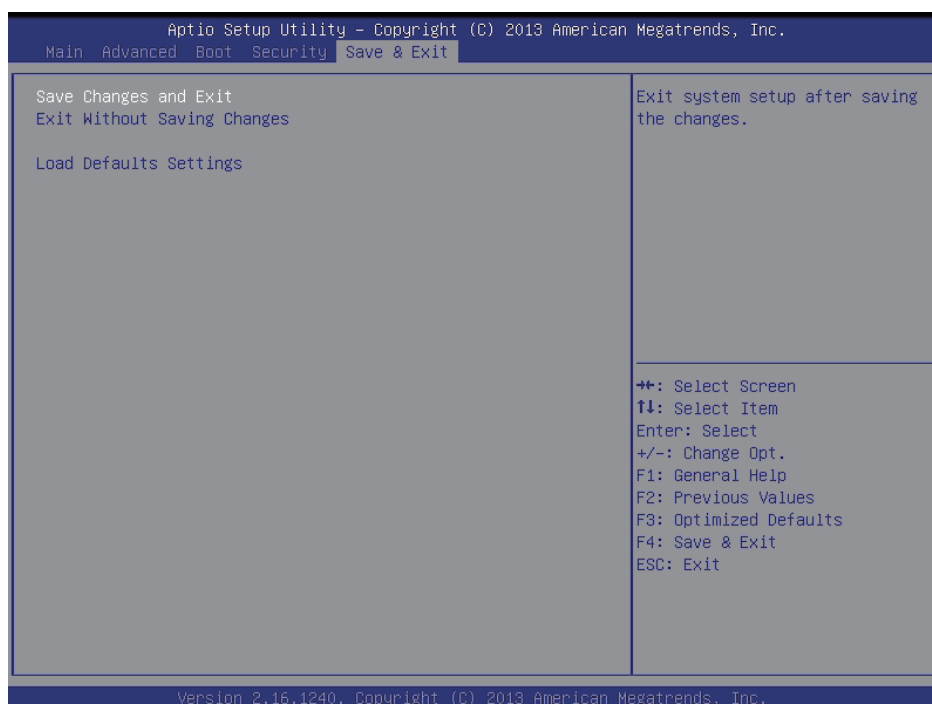 Aptio Setup Utility – Copyright (C) 2013 American Megatrends, Inc.
Main Advanced Boot Security Save & Exit
Save Changes and Exit
Exit Without Saving Changes
Load Defaults Settings
Exit system setup after saving
the changes.
→←: Select Screen
↑↓: Select Item
Enter: Select
+/-: Change Opt.
F1: General Help
F2: Previous Values
F3: Optimized Defaults
F4: Save & Exit
ESC: Exit
Version 2.16.1240. Copyright (C) 2013 American Megatrends, Inc.